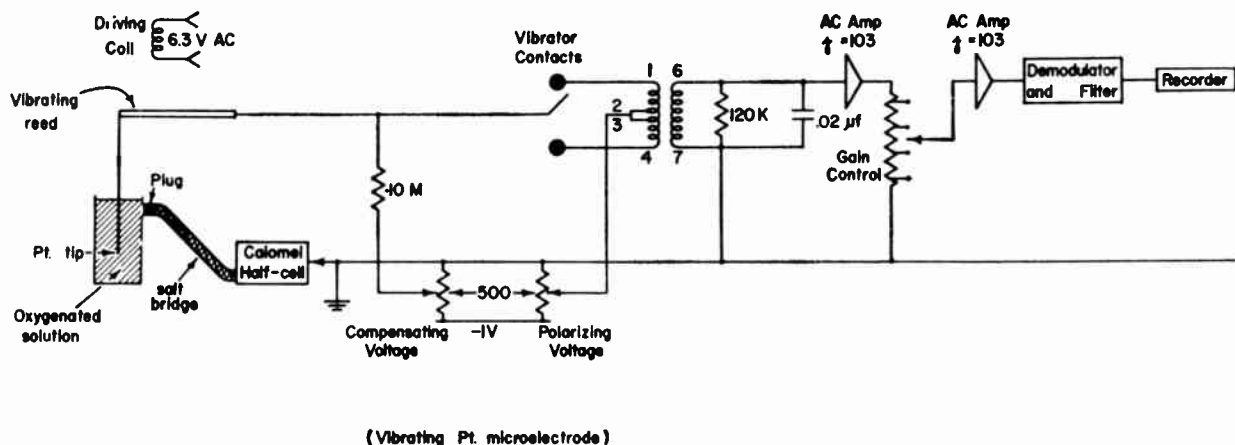 Driving
Coil
6.3 V AC
Vibrating
reed
Plug
Pt. tip
Oxygenated
solution
salt
bridge
Calomel
Half-cell
10 M
Compensating
Voltage
500
-1V
Polarizing
Voltage
Vibrator
Contacts
1
2
3
4
6
7
120K
.02 µf
AC Amp
=103
Gain
Control
AC Amp
=103
Demodulator
and Filter
Recorder
(Vibrating Pt. microelectrode)